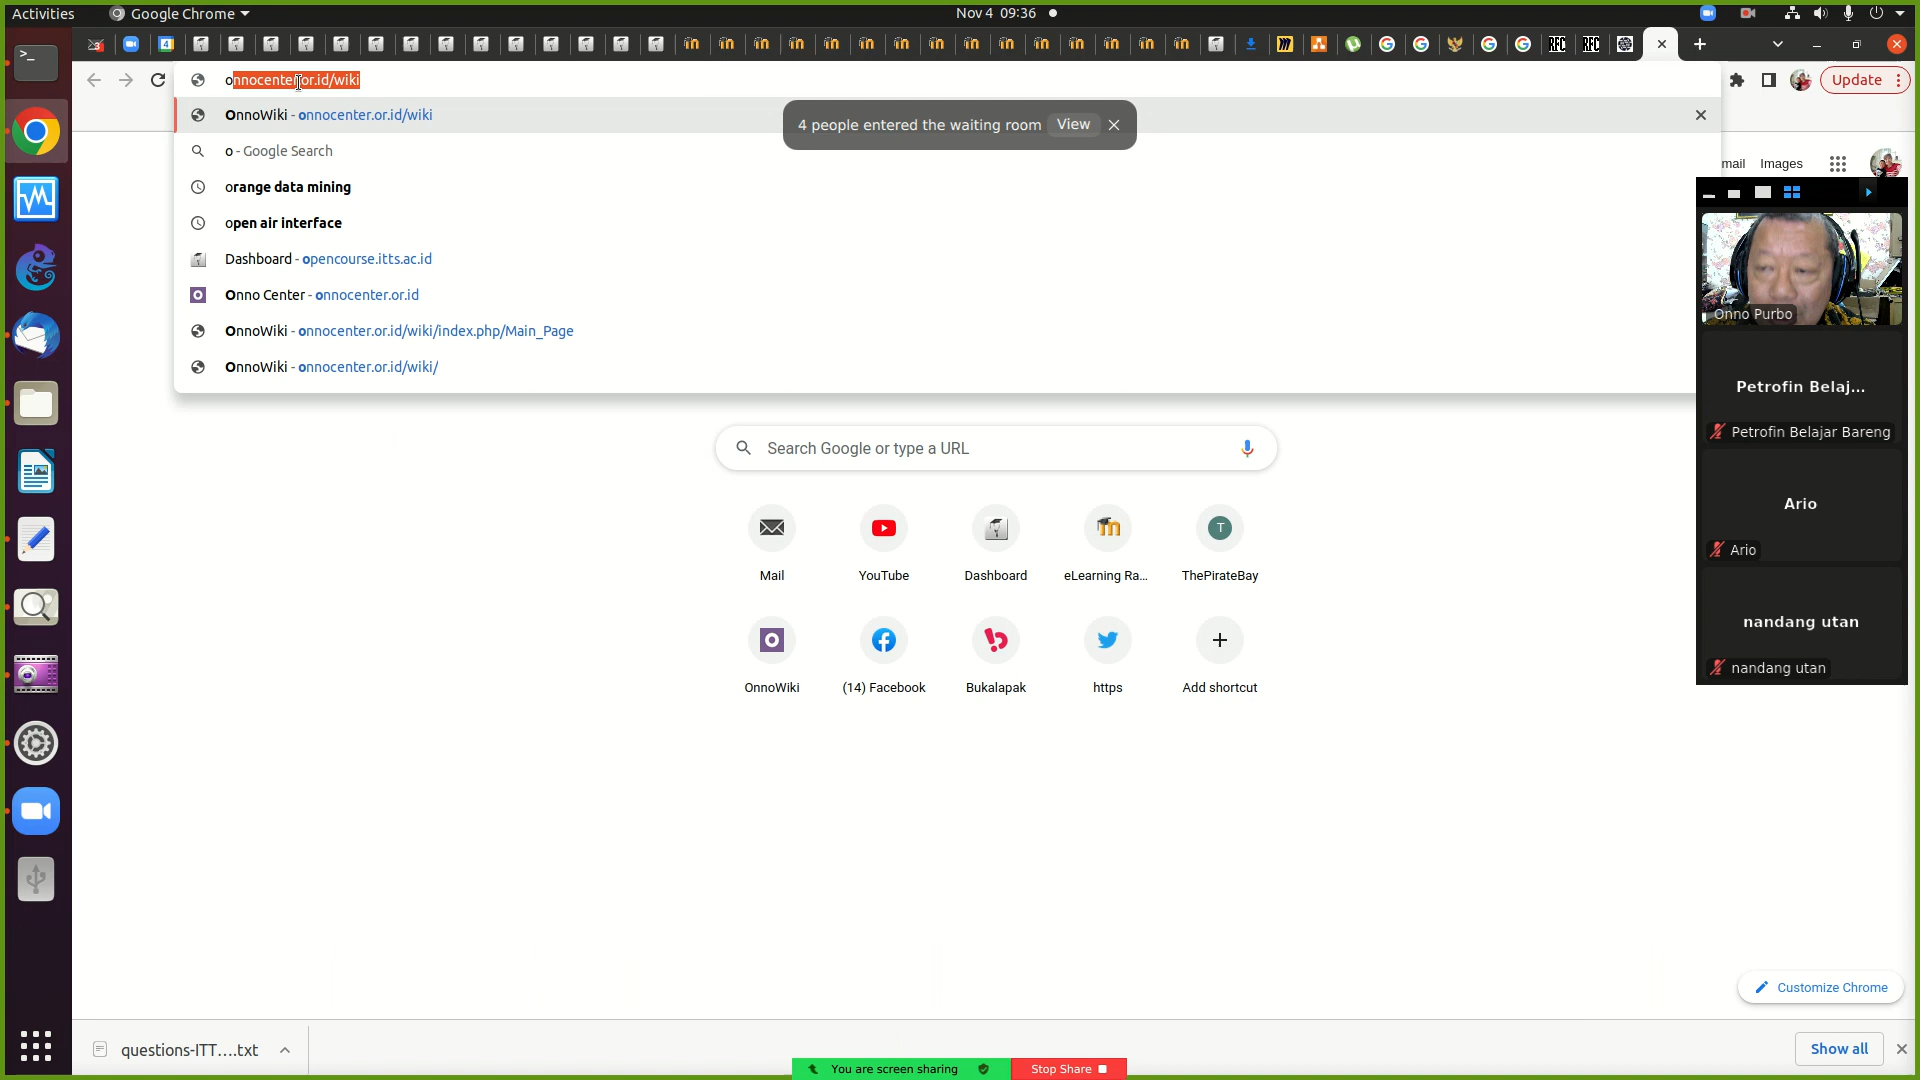 Activities
Google Chrome
Nov 4 09:36
onnocenter.or.id/wiki
Update
OnnoWiki - onnocenter.or.id/wiki
4 people entered the waiting room View
o - Google Search
mail Images
orange data mining
open air interface
Dashboard - opencourse.itts.ac.id
Onno Center - onnocenter.or.id
OnnoWiki - onnocenter.or.id/wiki/index.php/Main_Page
OnnoWiki - onnocenter.or.id/wiki/
Onno Purbo
Petrofin Belaj...
Petrofin Belajar Bareng
Ario
Ario
nandang utan
nandang utan
Search Google or type a URL
Mail
YouTube
Dashboard
eLearning Ra...
T
ThePirateBay
OnnoWiki
(14) Facebook
Bukalapak
https
Add shortcut
Customize Chrome
questions-ITT....txt
Show all
You are screen sharing
Stop Share